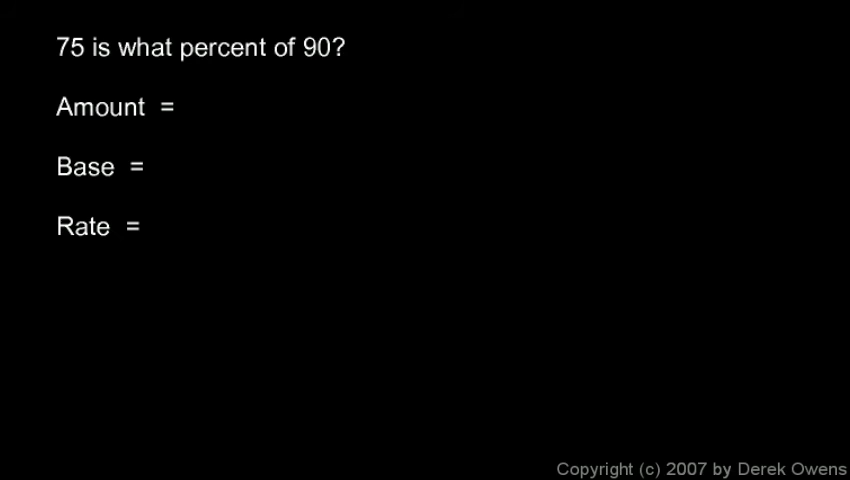 75 is what percent of 90?
Amount =
Base =
Rate =
Copyright (c) 2007 by Derek Owens